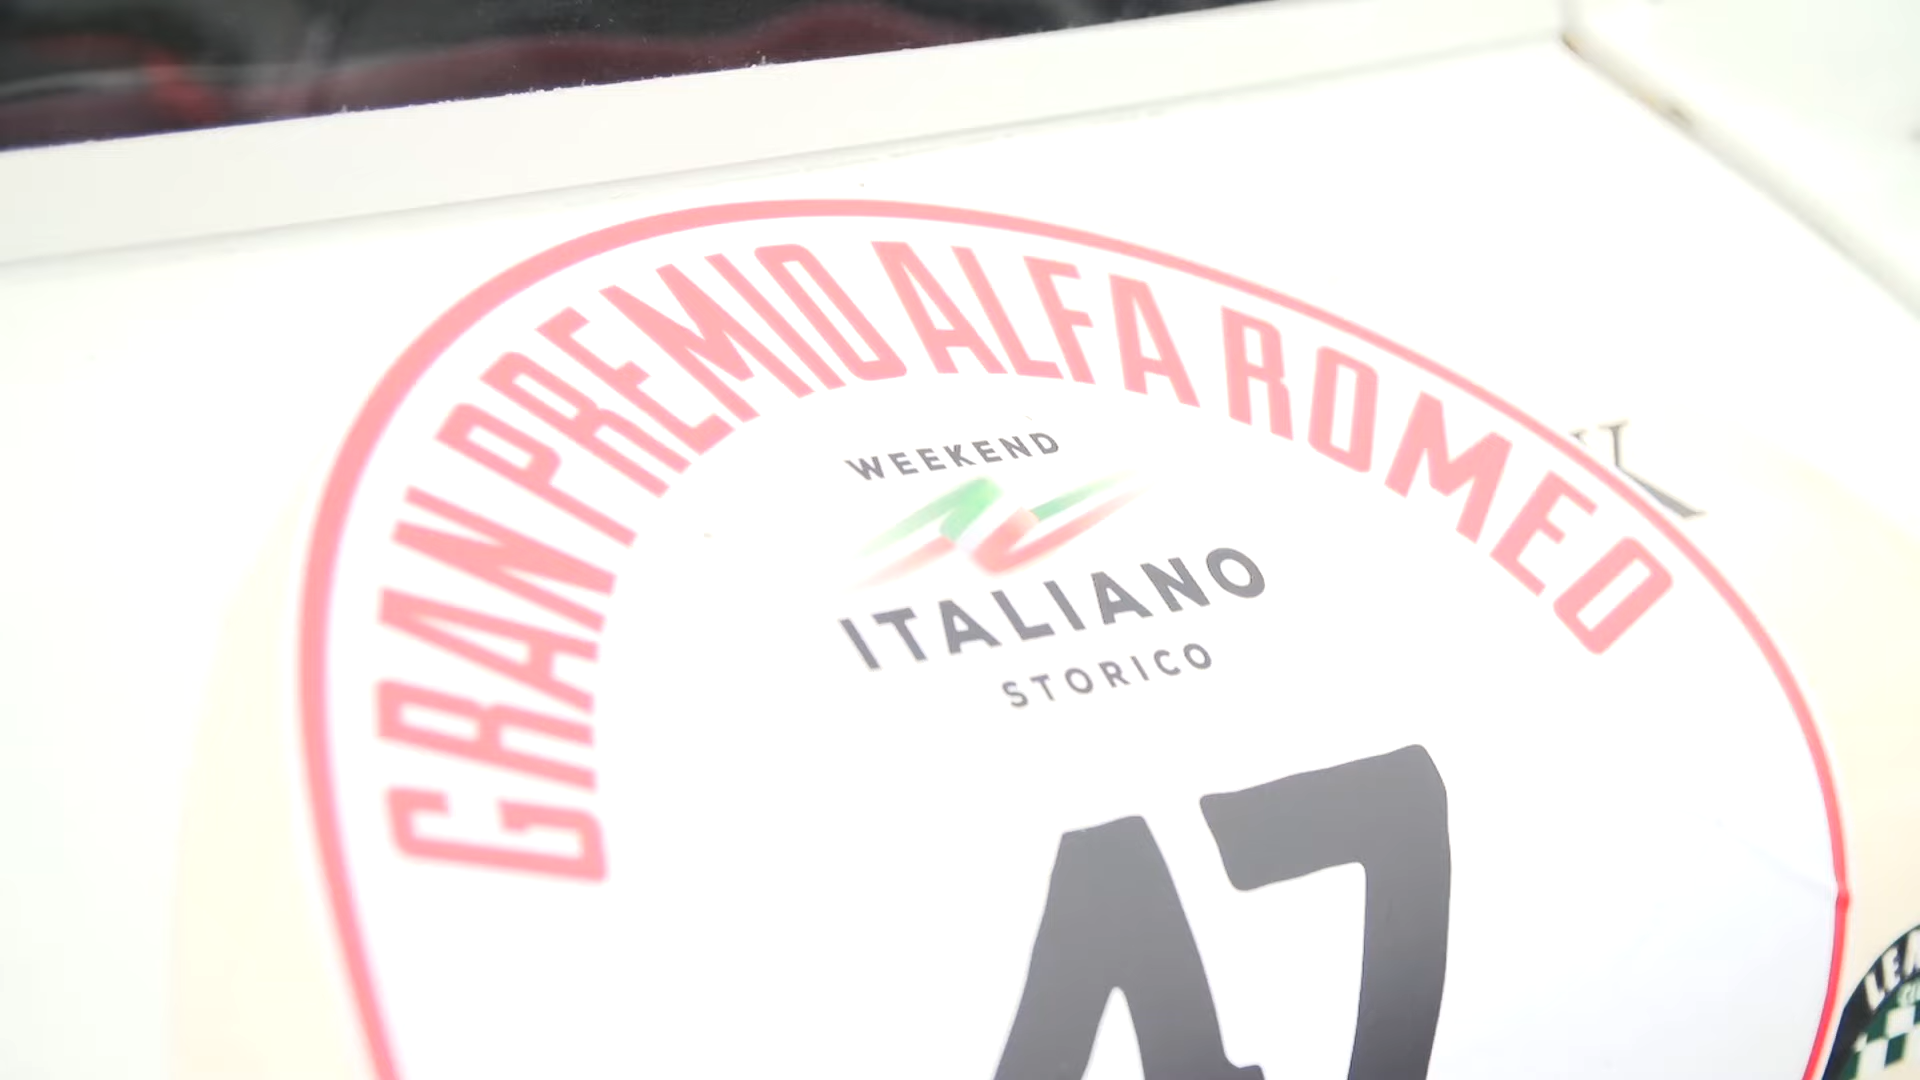 GRAN PREMIO ALFA ROMEO
WEEKEND
ITALIANO
STORICO
47
K